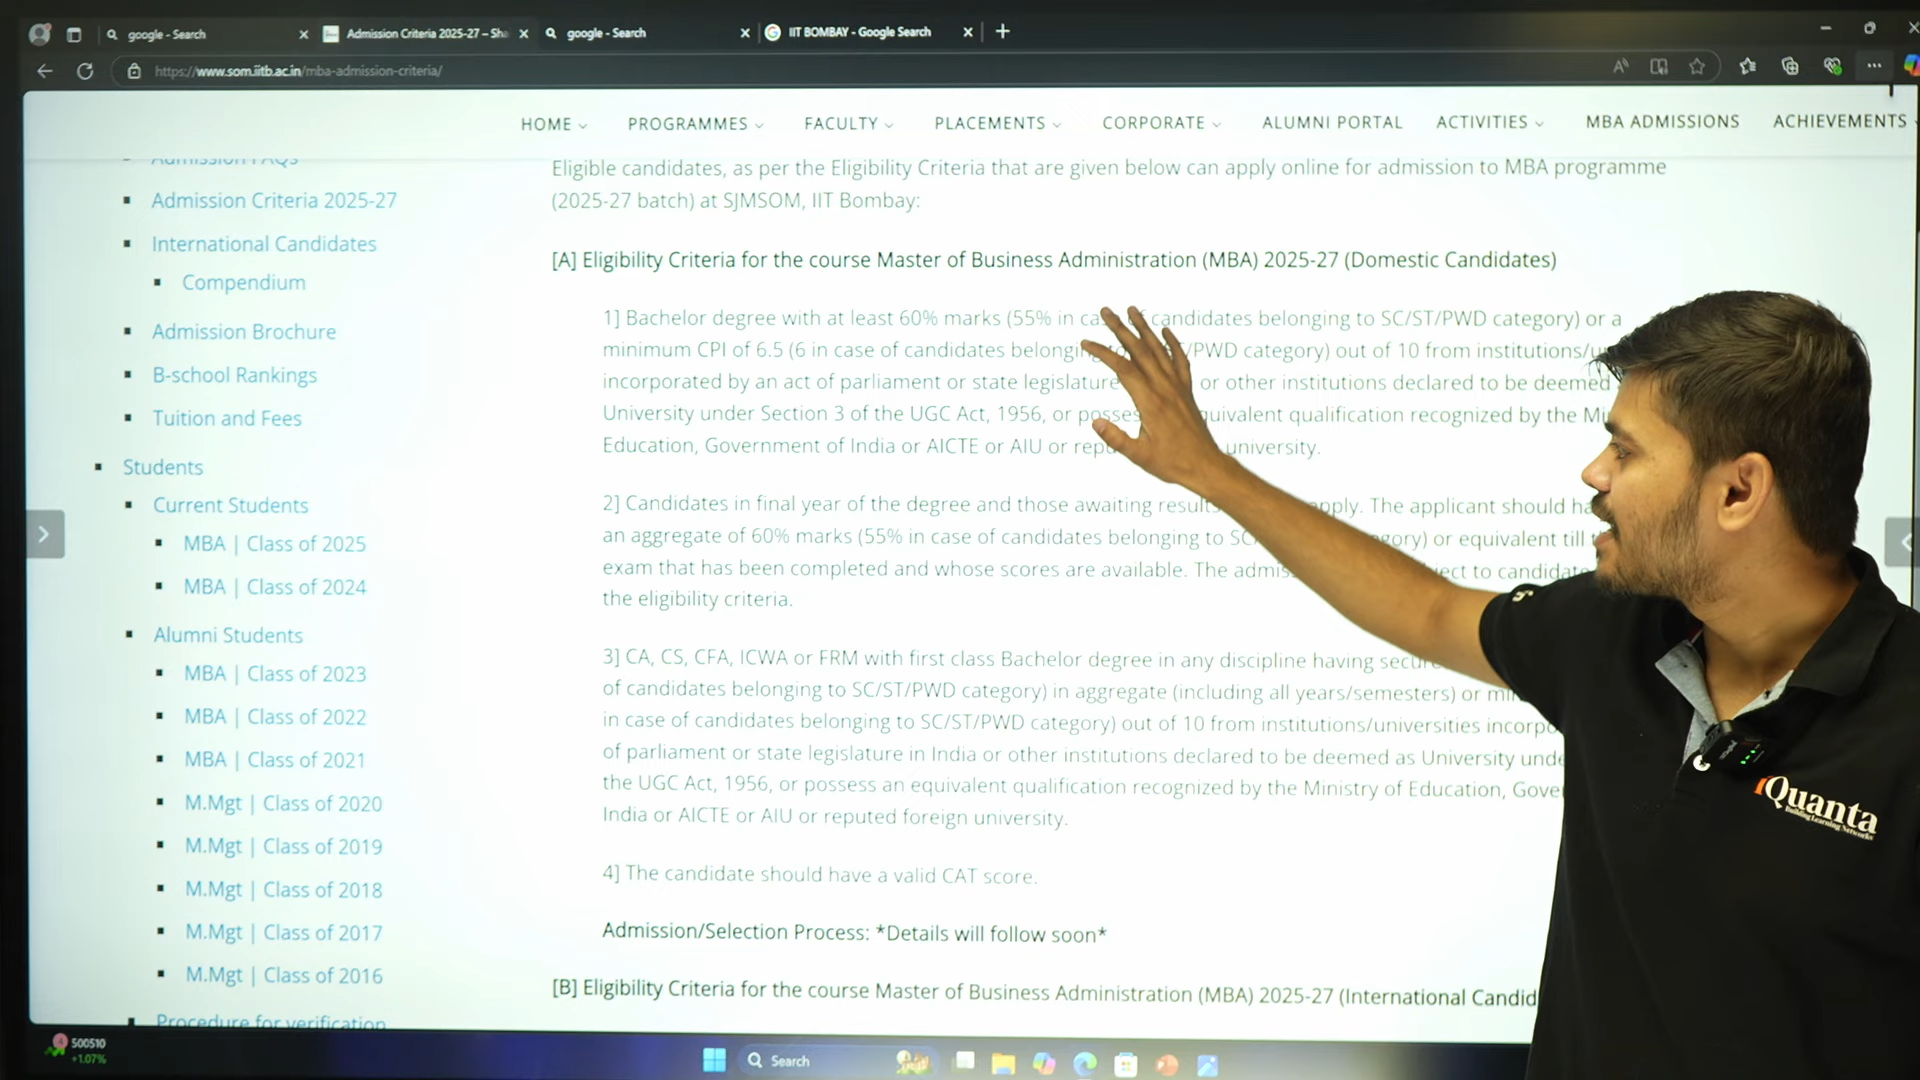 google - Search
Admission Criteria 2025-27 – Sha
google - Search
IIT BOMBAY - Google Search
https://www.som.iitb.ac.in/mba-admission-criteria/
HOME
PROGRAMMES
FACULTY
PLACEMENTS
CORPORATE
ALUMNI PORTAL
ACTIVITIES
MBA ADMISSIONS
ACHIEVEMENTS
Admission FAQs
Admission Criteria 2025-27
International Candidates
Compendium
Admission Brochure
B-school Rankings
Tuition and Fees
Students
Current Students
MBA | Class of 2025
MBA | Class of 2024
Alumni Students
MBA | Class of 2023
MBA | Class of 2022
MBA | Class of 2021
M.Mgt | Class of 2020
M.Mgt | Class of 2019
M.Mgt | Class of 2018
M.Mgt | Class of 2017
M.Mgt | Class of 2016
Procedure for verification
Eligible candidates, as per the Eligibility Criteria that are given below can apply online for admission to MBA programme
(2025-27 batch) at SJMSOM, IIT Bombay:
[A] Eligibility Criteria for the course Master of Business Administration (MBA) 2025-27 (Domestic Candidates)
1] Bachelor degree with at least 60% marks (55% in candidates belonging to SC/ST/PWD category) or a
minimum CPI of 6.5 (6 in case of candidates belonging /PWD category) out of 10 from institutions/
incorporated by an act of parliament or state legislature or other institutions declared to be deemed
University under Section 3 of the UGC Act, 1956, or equivalent qualification recognized by the
Education, Government of India or AICTE or AIU or university.
2] Candidates in final year of the degree and those awaiting results apply. The applicant should
an aggregate of 60% marks (55% in case of candidates belonging to or equivalent till
exam that has been completed and whose scores are available. The to candidate
the eligibility criteria.
3] CA, CS, CFA, ICWA or FRM with first class Bachelor degree in any discipline having
of candidates belonging to SC/ST/PWD category) in aggregate (including all years/semesters) or
in case of candidates belonging to SC/ST/PWD category) out of 10 from institutions/universities
of parliament or state legislature in India or other institutions declared to be deemed as University
the UGC Act, 1956, or possess an equivalent qualification recognized by the Ministry of Education,
India or AICTE or AIU or reputed foreign university.
4] The candidate should have a valid CAT score.
Admission/Selection Process: *Details will follow soon*
[B] Eligibility Criteria for the course Master of Business Administration (MBA) 2025-27 (International Candid
iQuanta
Building Learning Networks
4
500510
+1.07%
Search